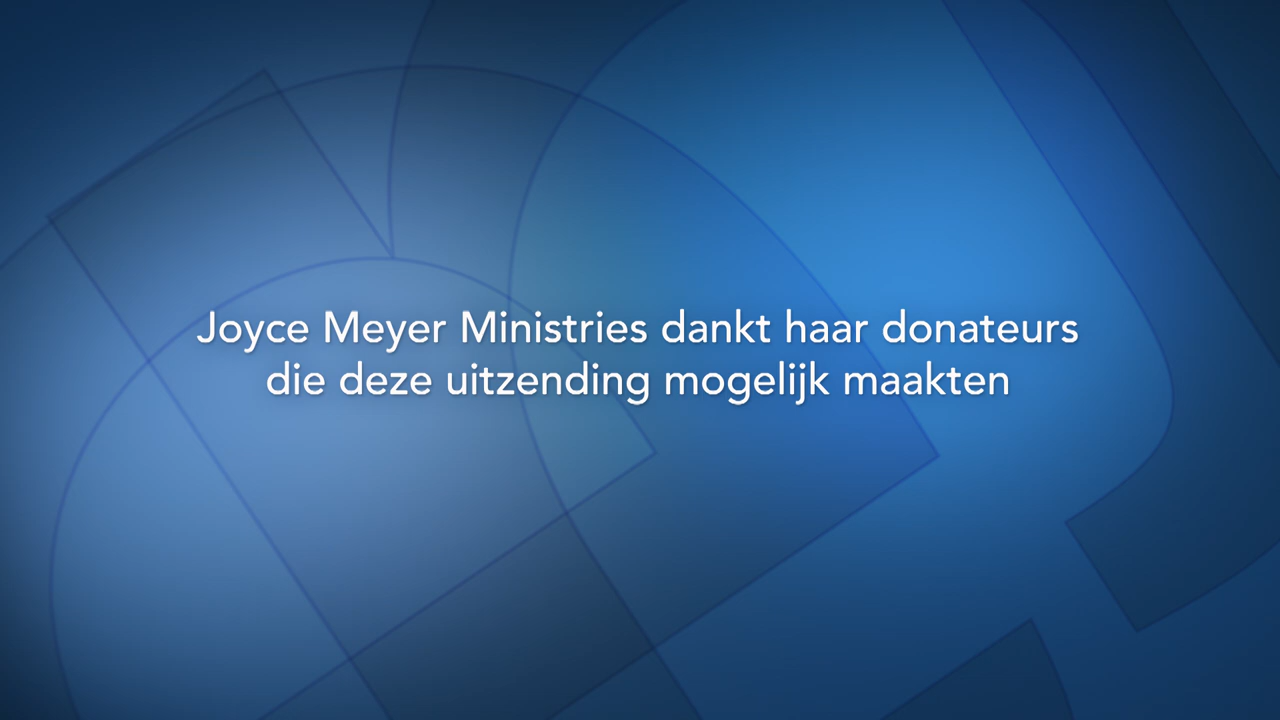 Joyce Meyer Ministries dankt haar donateurs
die deze uitzending mogelijk maakten